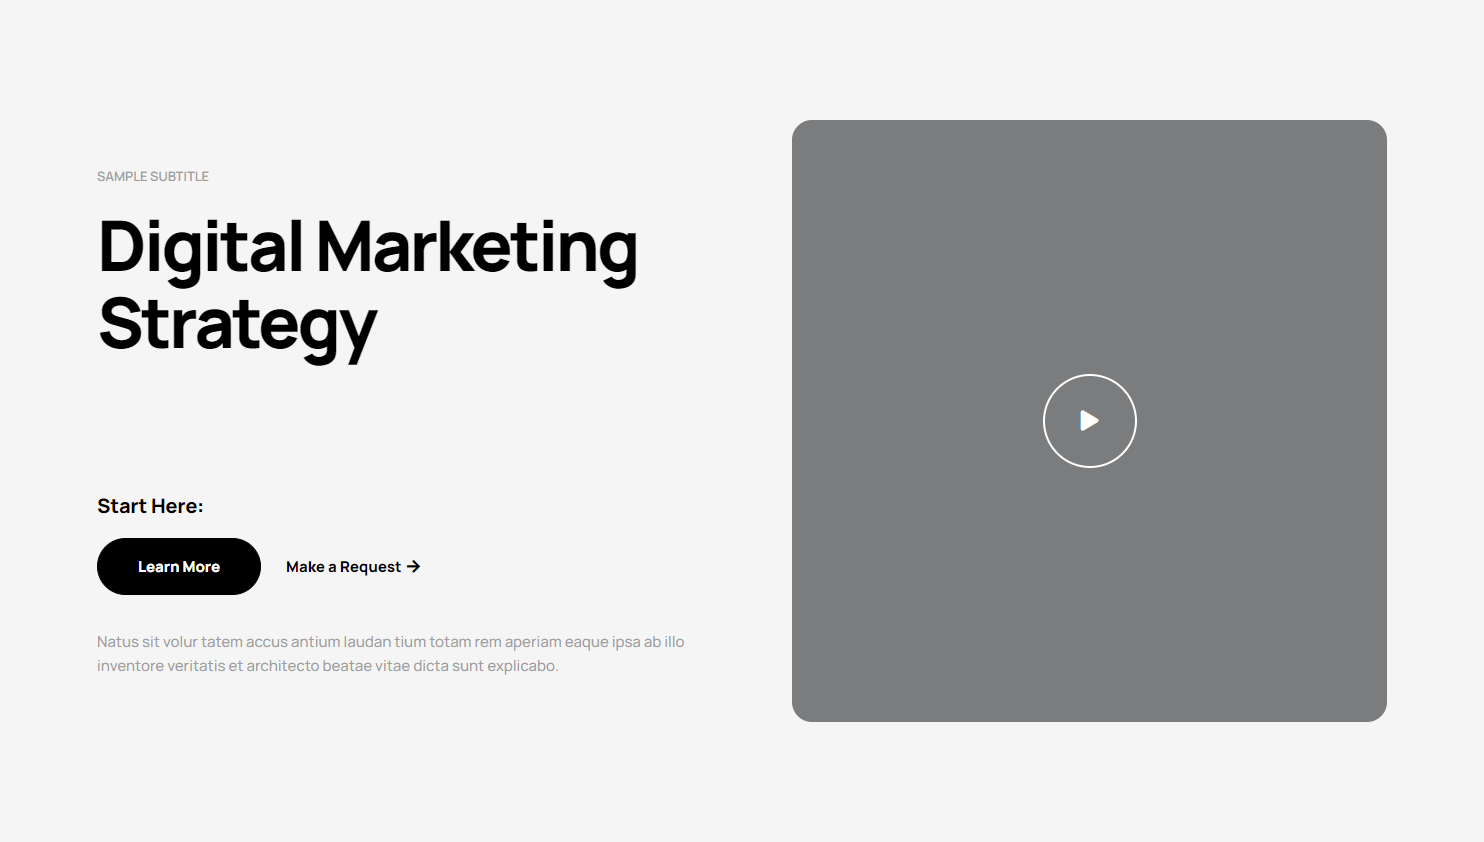 SAMPLE SUBTITLE
Digital Marketing
Strategy
Start Here:
Learn More
Make a Request →
Natus sit volur tatem accus antium laudan tium totam rem aperiam eaque ipsa ab illo
inventore veritatis et architecto beatae vitae dicta sunt explicabo.